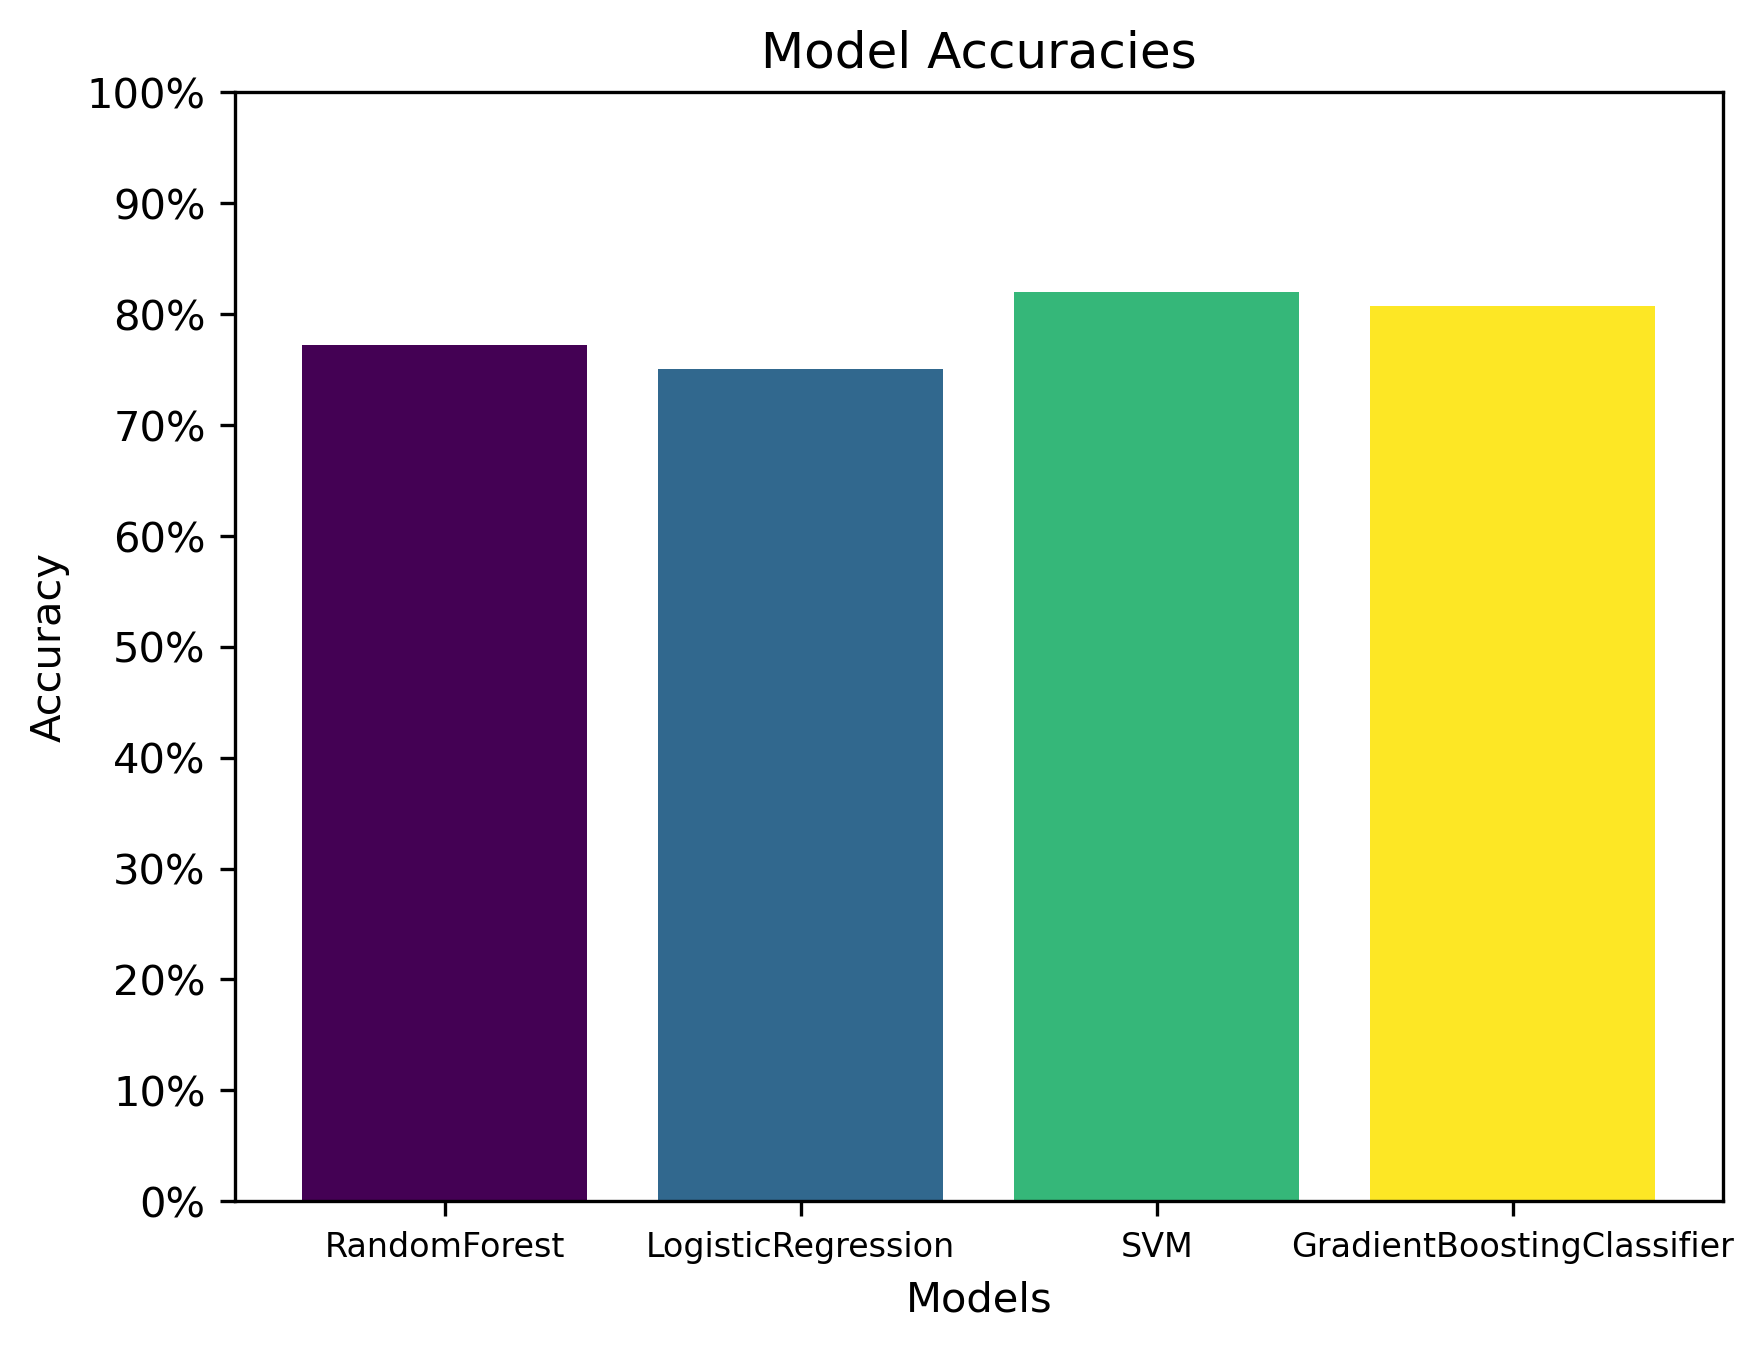 Model Accuracies
100%
90%
80%
70%
60%
50%
40%
30%
20%
10%
0%
Accuracy
RandomForest LogisticRegression SVM GradientBoostingClassifier
Models